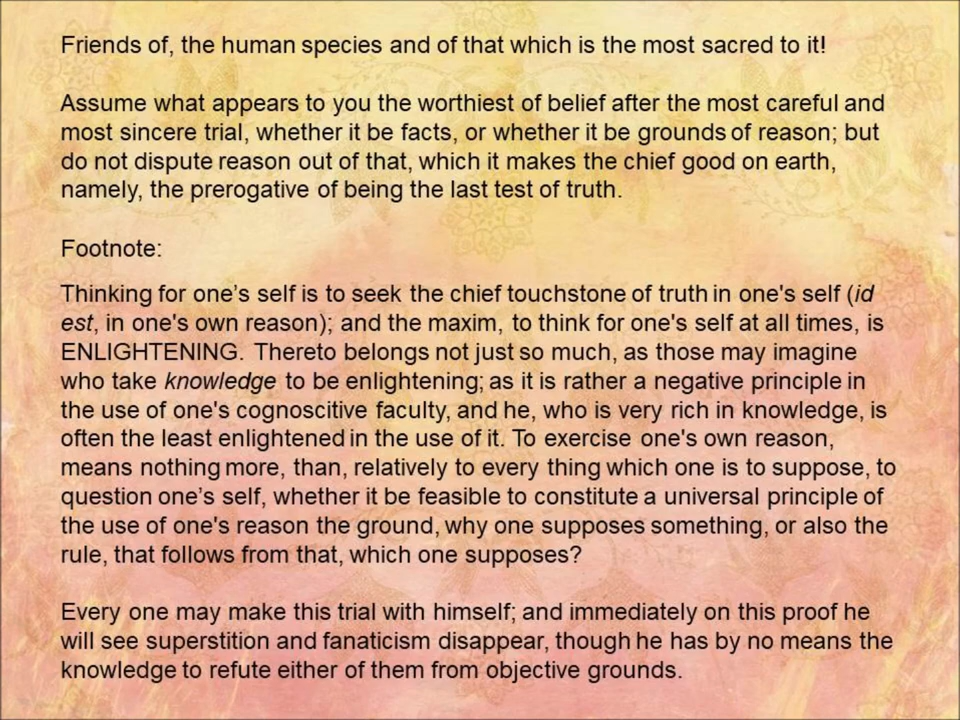 Friends of, the human species and of that which is the most sacred to it!
Assume what appears to you the worthiest of belief after the most careful and
most sincere trial, whether it be facts, or whether it be grounds of reason; but
do not dispute reason out of that, which it makes the chief good on earth,
namely, the prerogative of being the last test of truth.
Footnote:
Thinking for one’s self is to seek the chief touchstone of truth in one's self (id
est, in one's own reason); and the maxim, to think for one's self at all times, is
ENLIGHTENING. Thereto belongs not just so much, as those may imagine
who take knowledge to be enlightening; as it is rather a negative principle in
the use of one's cognoscitive faculty, and he, who is very rich in knowledge, is
often the least enlightened in the use of it. To exercise one's own reason,
means nothing more, than, relatively to every thing which one is to suppose, to
question one’s self, whether it be feasible to constitute a universal principle of
the use of one's reason the ground, why one supposes something, or also the
rule, that follows from that, which one supposes?
Every one may make this trial with himself; and immediately on this proof he
will see superstition and fanaticism disappear, though he has by no means the
knowledge to refute either of them from objective grounds.